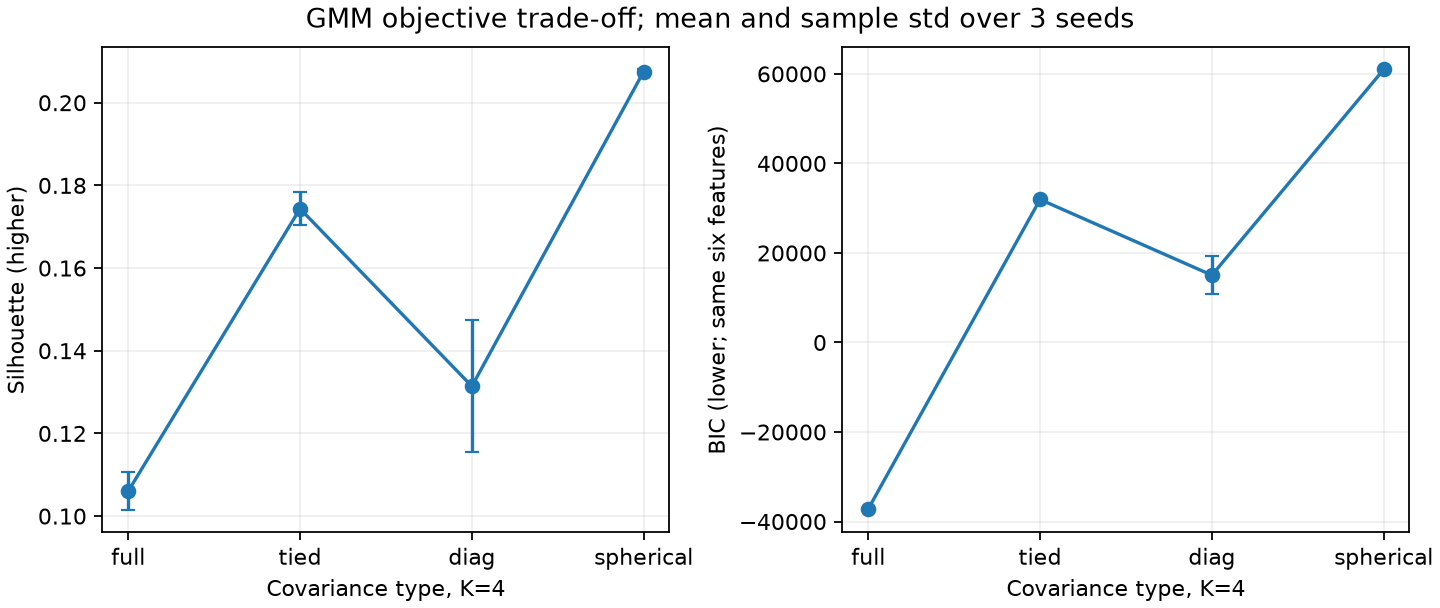 GMM objective trade-off; mean and sample std over 3 seeds
Silhouette (higher)
0.20
0.18
0.16
0.14
0.12
0.10
full
tied
diag
spherical
Covariance type, K=4
BIC (lower; same six features)
60000
40000
20000
0
−20000
−40000
full
tied
diag
spherical
Covariance type, K=4